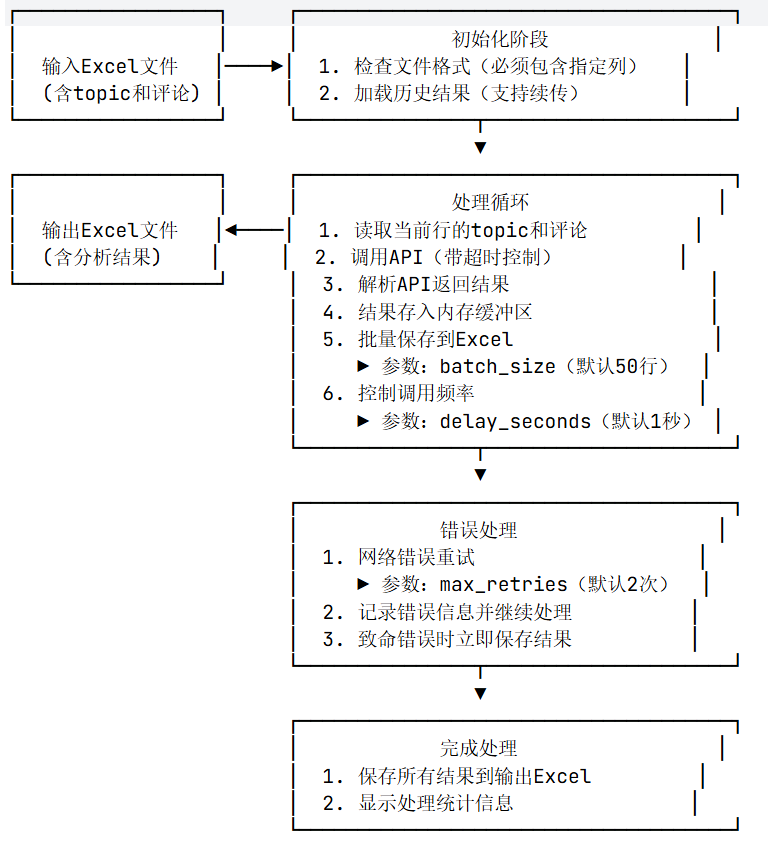 输入Excel文件
(含topic和评论)
初始化阶段
1. 检查文件格式（必须包含指定列）
2. 加载历史结果（支持续传）
输出Excel文件
(含分析结果)
处理循环
1. 读取当前行的topic和评论
2. 调用API（带超时控制）
3. 解析API返回结果
4. 结果存入内存缓冲区
5. 批量保存到Excel
▶ 参数：batch_size（默认50行）
6. 控制调用频率
▶ 参数：delay_seconds（默认1秒）
错误处理
1. 网络错误重试
▶ 参数：max_retries（默认2次）
2. 记录错误信息并继续处理
3. 致命错误时立即保存结果
完成处理
1. 保存所有结果到输出Excel
2. 显示处理统计信息